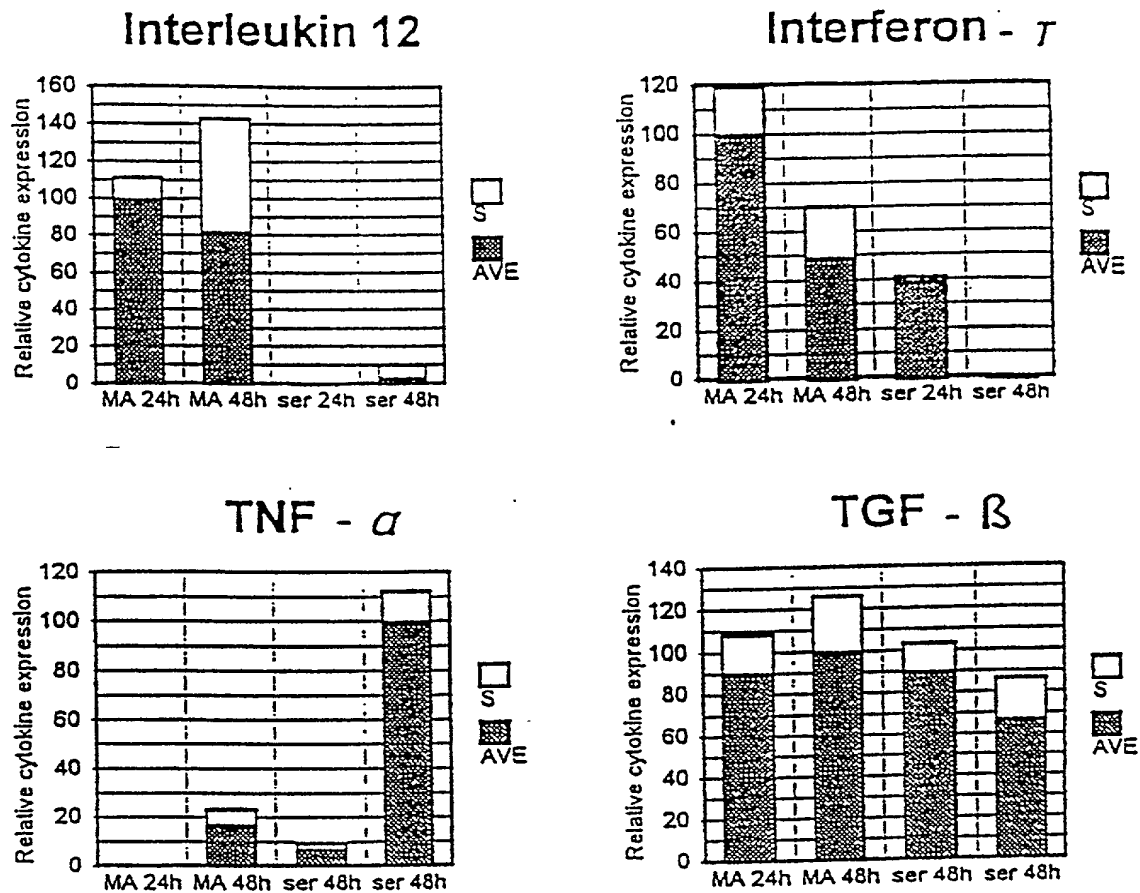 Interleukin 12
Relative cytokine expression
160
140
120
100
80
60
40
20
0
MA 24h MA 48h ser 24h ser 48h
S
AVE
Interferon - τ
Relative cytokine expression
120
100
80
60
40
20
0
MA 24h MA 48h ser 24h ser 48h
S
AVE
TNF - α
Relative cytokine expression
120
100
80
60
40
20
0
MA 24h MA 48h ser 48h ser 48h
S
AVE
TGF - ß
Relative cytokine expression
140
120
100
80
60
40
20
0
MA 24h MA 48h ser 48h ser 48h
S
AVE